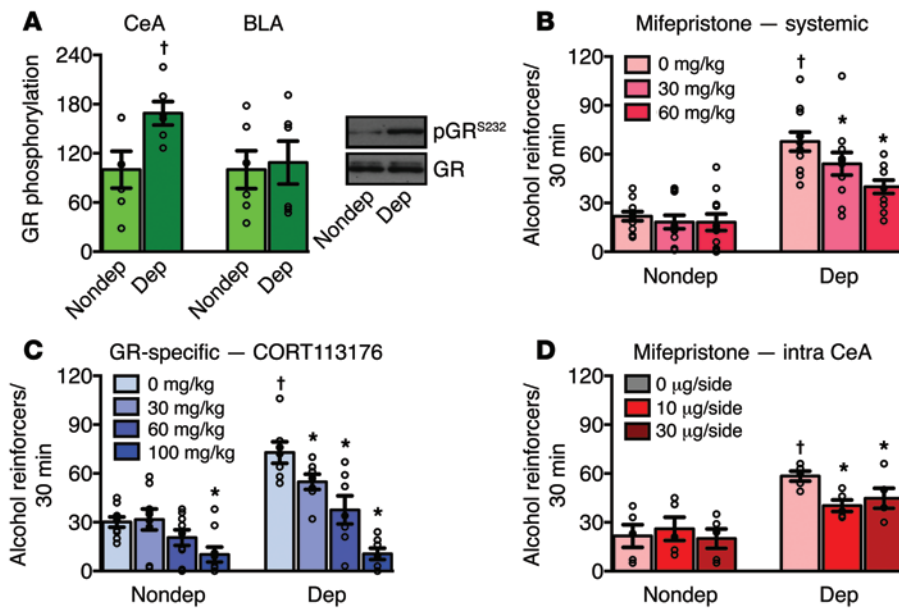 A
CeA
BLA
†
GR phosphorylation
240
180
120
60
0
Nondep
Dep
Nondep
Dep
pGRS232
GR
Nondep
Dep
B
Mifepristone — systemic
Alcohol reinforcers/
30 min
120
90
60
30
0
0 mg/kg
30 mg/kg
60 mg/kg
†
*
*
Nondep
Dep
C
GR-specific — CORT113176
Alcohol reinforcers/
30 min
120
90
60
30
0
0 mg/kg
30 mg/kg
60 mg/kg
100 mg/kg
*
†
*
*
*
Nondep
Dep
D
Mifepristone — intra CeA
Alcohol reinforcers/
30 min
120
90
60
30
0
0 µg/side
10 µg/side
30 µg/side
†
*
*
Nondep
Dep